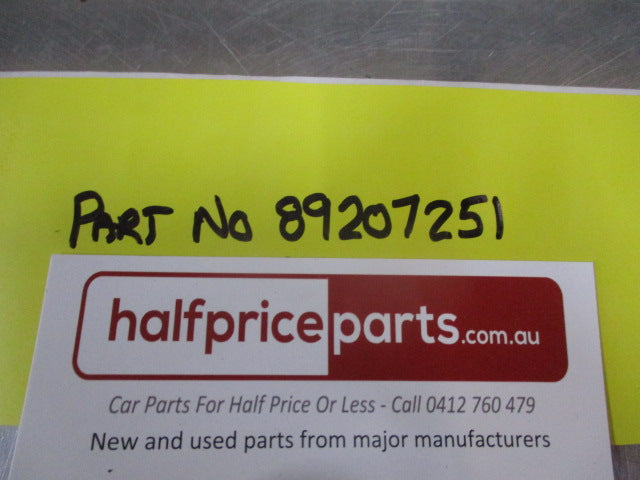 PART NO 89207251
halfpriceparts.com.au
Car Parts For Half Price Or Less - Call 0412 760 479
New and used parts from major manufacturers